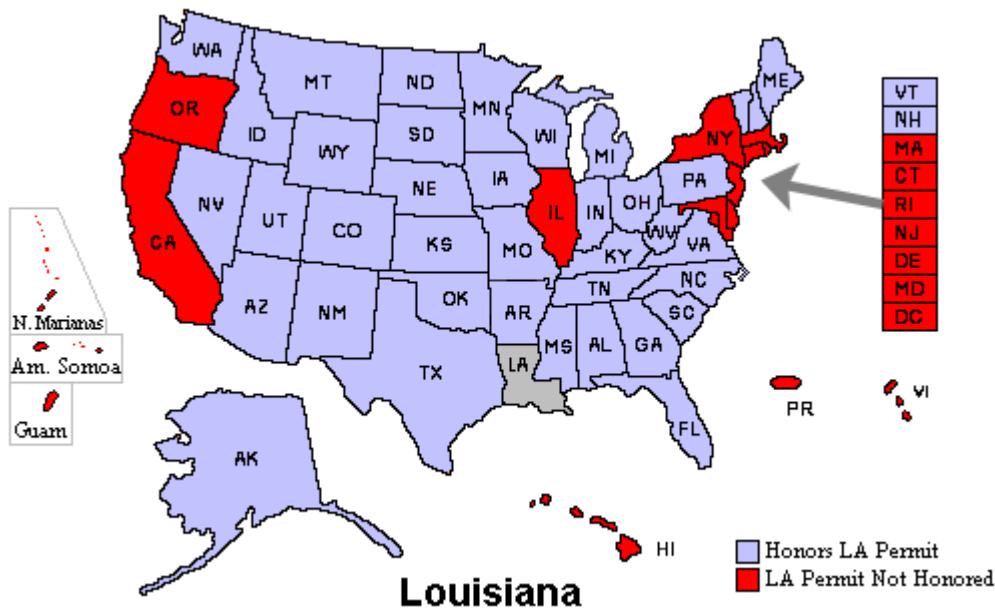 WA
OR
CA
NV
ID
MT
WY
UT
AZ
CO
NM
ND
SD
NE
KS
OK
TX
MN
IA
MO
AR
LA
WI
IL
MI
IN
OH
KY
TN
MS
AL
GA
FL
SC
NC
VA
WV
PA
NY
ME
VT
NH
MA
CT
RI
NJ
DE
MD
DC
N. Marianas
Am. Somoa
Guam
AK
HI
PR
VI
Honors LA Permit
LA Permit Not Honored
Louisiana